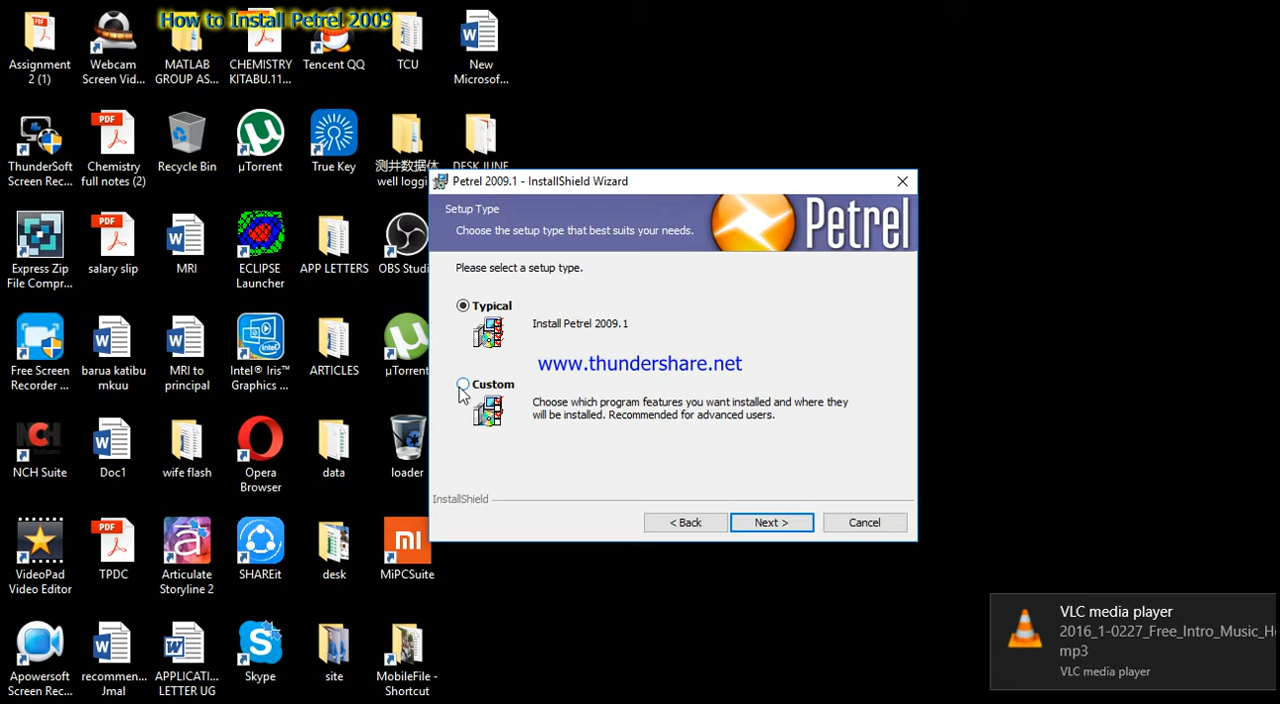 How to Install Petrel 2009
Assignment
2 (1)
Webcam
Screen Vid...
MATLAB
GROUP AS...
CHEMISTRY
KITABU.11...
Tencent QQ
TCU
New
Microsof...
ThunderSoft
Screen Rec...
Chemistry
full notes (2)
Recycle Bin
µTorrent
True Key
测井数据体
well loggi
DESK JUNE
Express Zip
File Compr...
salary slip
MRI
ECLIPSE
Launcher
APP LETTERS
OBS Studi
Free Screen
Recorder ...
barua katibu
mkuu
MRI to
principal
Intel® Iris™
Graphics ...
ARTICLES
µTorrent
NCH Suite
Doc1
wife flash
Opera
Browser
data
loader
VideoPad
Video Editor
TPDC
Articulate
Storyline 2
SHAREit
desk
MiPCSuite
Apowersoft
Screen Rec...
recommen...
Jmal
APPLICATI...
LETTER UG
Skype
site
MobileFile -
Shortcut
Petrel 2009.1 - InstallShield Wizard
Setup Type
Choose the setup type that best suits your needs.
Petrel
Please select a setup type.
Typical
Install Petrel 2009.1
www.thundershare.net
Custom
Choose which program features you want installed and where they
will be installed. Recommended for advanced users.
InstallShield
< Back
Next >
Cancel
VLC media player
2016_1-0227_Free_Intro_Music_H
mp3
VLC media player